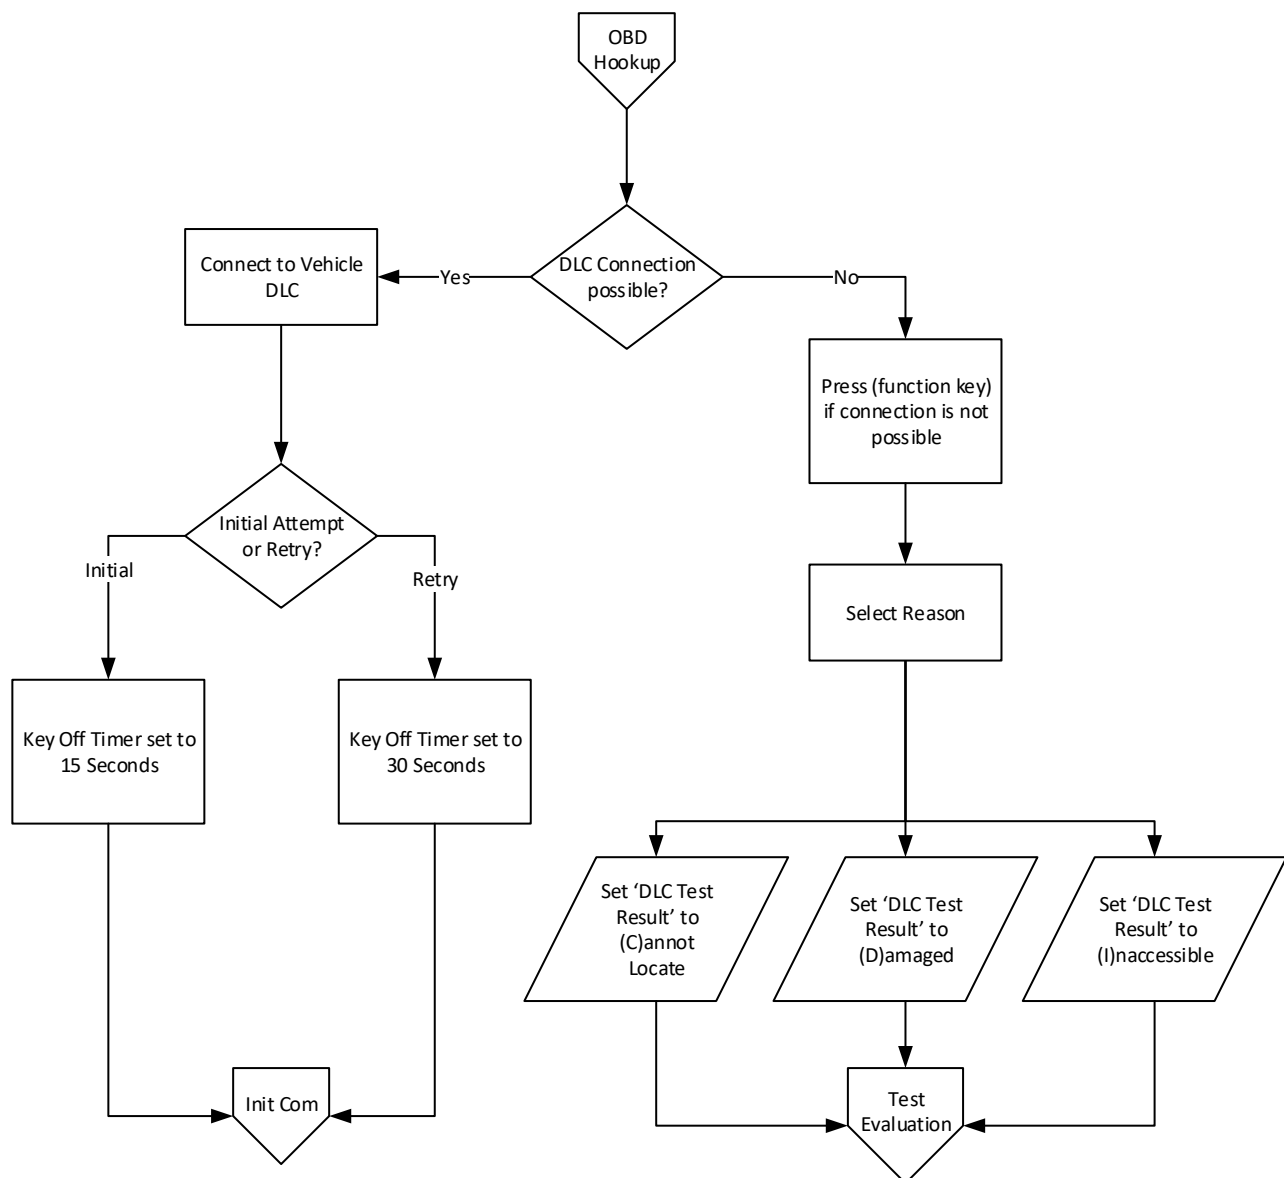 OBD
Hookup
DLC Connection
possible?
Yes
No
Connect to Vehicle
DLC
Press (function key)
if connection is not
possible
Initial Attempt
or Retry?
Initial
Retry
Select Reason
Key Off Timer set to
15 Seconds
Key Off Timer set to
30 Seconds
Set ‘DLC Test
Result’ to
(C)annot
Locate
Set ‘DLC Test
Result’ to
(D)amaged
Set ‘DLC Test
Result’ to
(I)naccessible
Init Com
Test
Evaluation